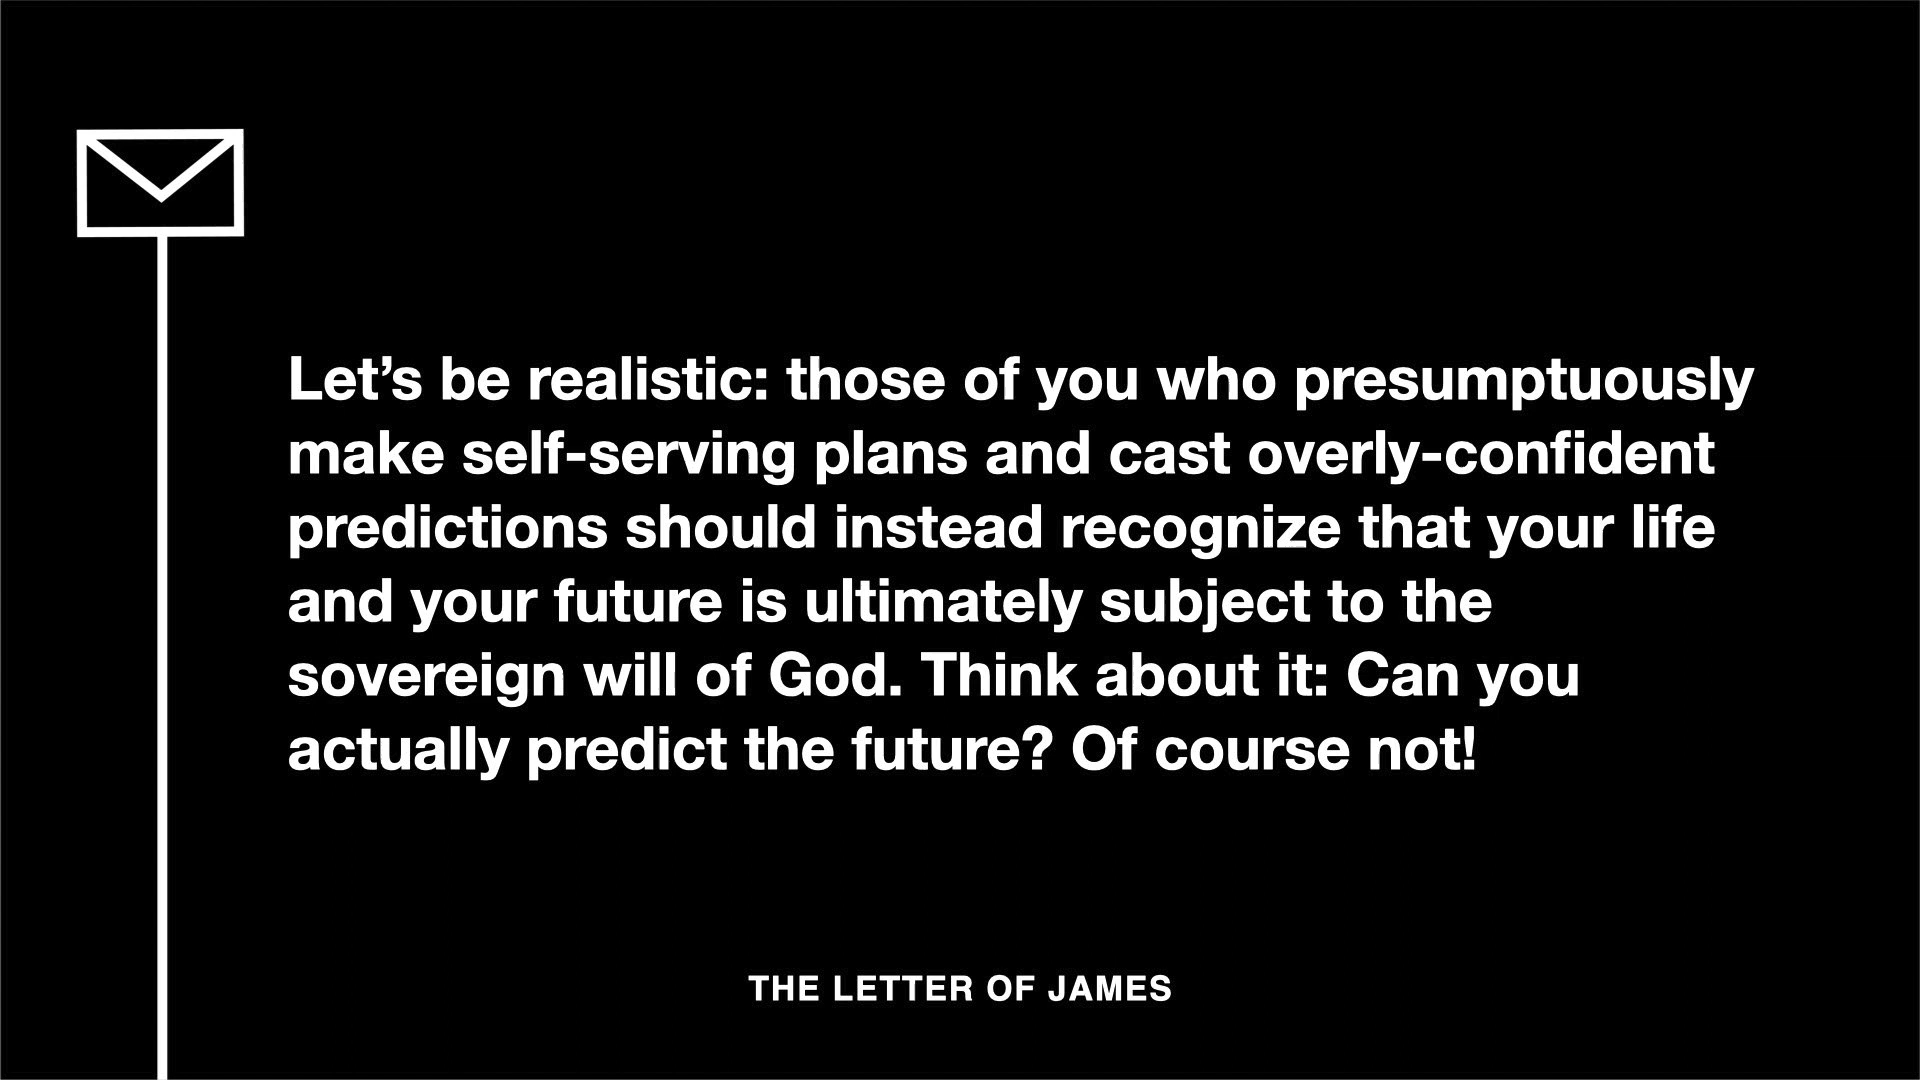 Let’s be realistic: those of you who presumptuously
make self-serving plans and cast overly-confident
predictions should instead recognize that your life
and your future is ultimately subject to the
sovereign will of God. Think about it: Can you
actually predict the future? Of course not!
THE LETTER OF JAMES